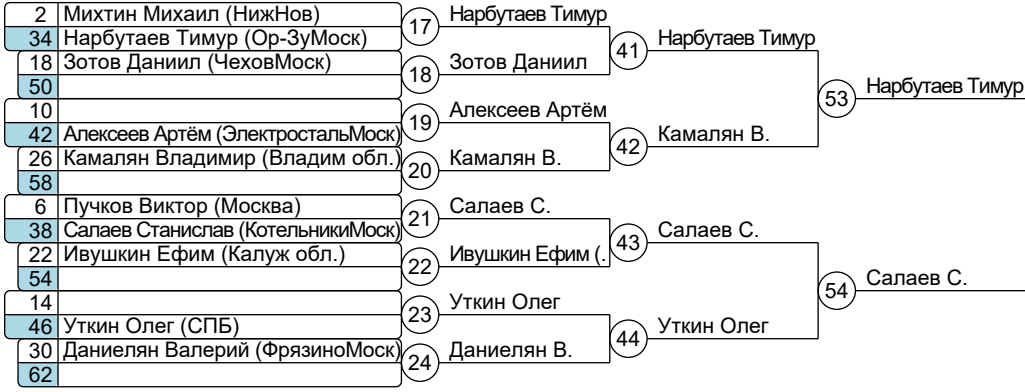 2 Михтин Михаил (НижНов)
34 Нарбутаев Тимур (Ор-ЗуМоск)
17 Нарбутаев Тимур
18 Зотов Даниил (ЧеховМоск)
50
18 Зотов Даниил
41 Нарбутаев Тимур
10
42 Алексеев Артём (ЭлектростальМоск)
19 Алексеев Артём
26 Камалян Владимир (Владим обл.)
58
20 Камалян В.
42 Камалян В.
53 Нарбутаев Тимур
6 Пучков Виктор (Москва)
38 Салаев Станислав (КотельникиМоск)
21 Салаев С.
22 Ивушкин Ефим (Калуж обл.)
54
22 Ивушкин Ефим (.
43 Салаев С.
14
46 Уткин Олег (СПБ)
23 Уткин Олег
30 Даниелян Валерий (ФрязиноМоск)
62
24 Даниелян В.
44 Уткин Олег
54 Салаев С.